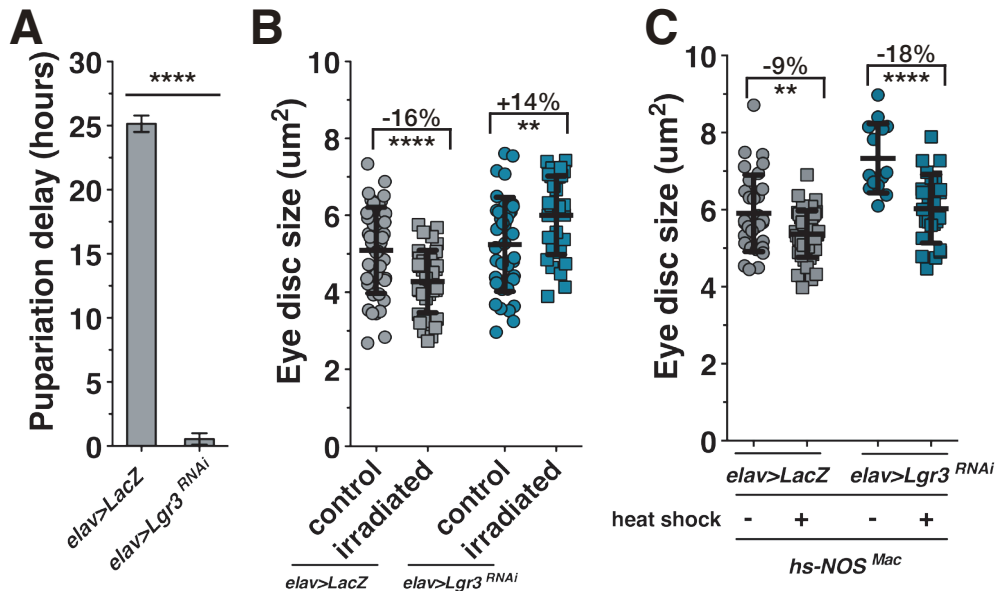 A
Pupariation delay (hours)
30
25
20
15
10
5
0
****
elav>LacZ
elav>Lgr3 RNAi
B
Eye disc size (um2)
10
8
6
4
2
0
-16%
****
+14%
**
control
irradiated
control
irradiated
elav>LacZ
elav>Lgr3 RNAi
C
Eye disc size (um2)
10
8
6
4
2
0
-9%
**
-18%
****
elav>LacZ
elav>Lgr3 RNAi
heat shock - + - +
hs-NOS Mac